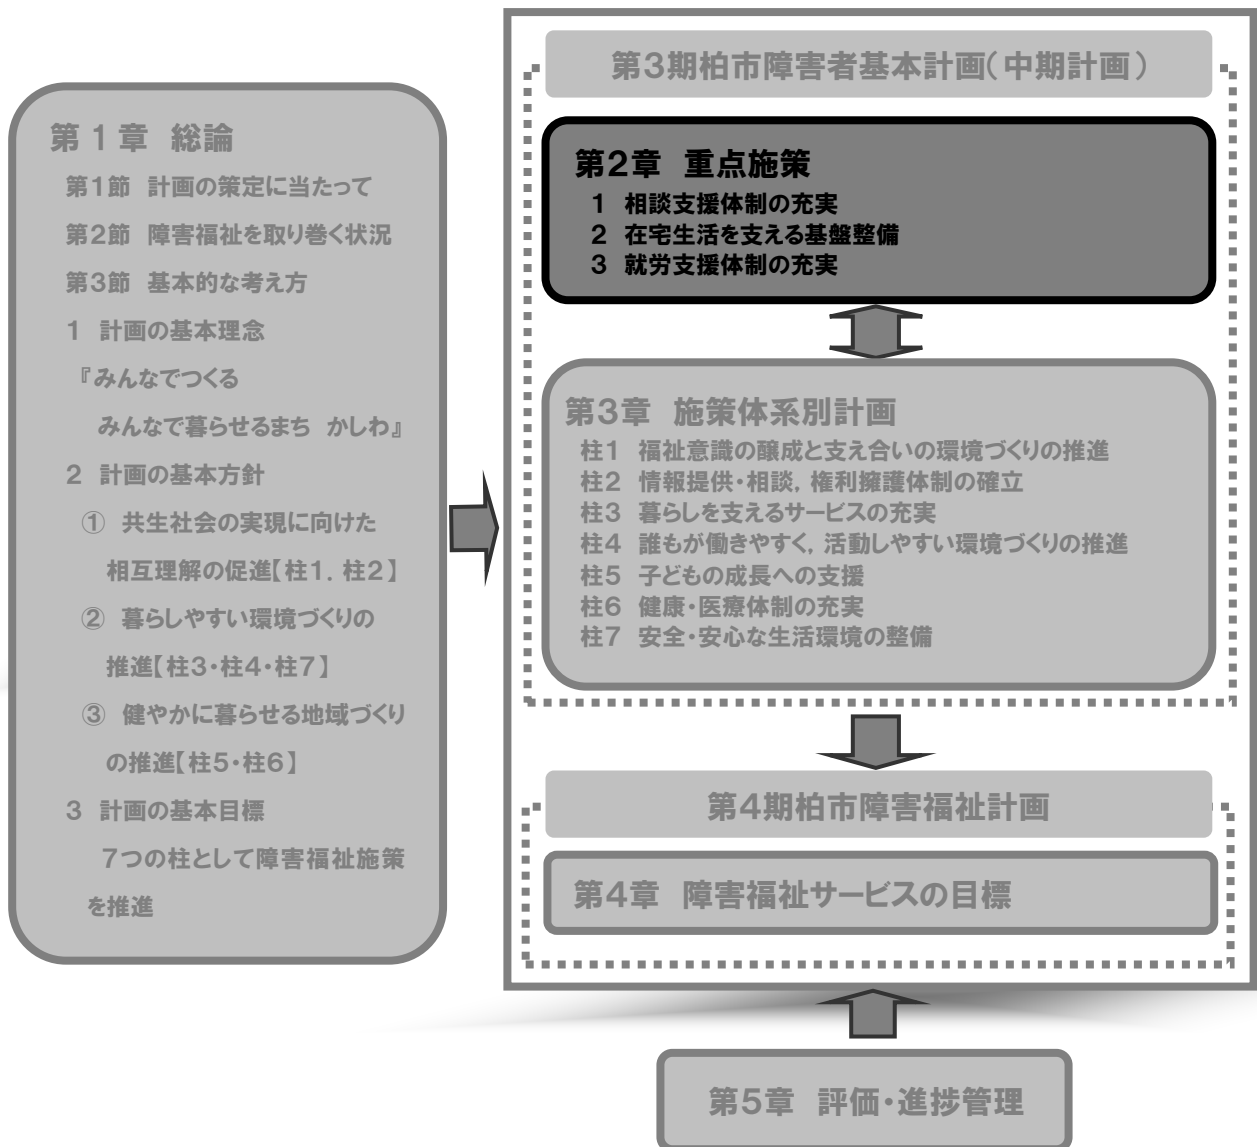 第1章 総論
第1節 計画の策定に当たって
第2節 障害福祉を取り巻く状況
第3節 基本的な考え方
1 計画の基本理念
『みんなでつくる
みんなで暮らせるまち かしわ』
2 計画の基本方針
① 共生社会の実現に向けた
相互理解の促進【柱1．柱2】
② 暮らしやすい環境づくりの
推進【柱3・柱4・柱7】
③ 健やかに暮らせる地域づくり
の推進【柱5・柱6】
3 計画の基本目標
7つの柱として障害福祉施策
を推進
第3期柏市障害者基本計画（中期計画）
第2章 重点施策
1 相談支援体制の充実
2 在宅生活を支える基盤整備
3 就労支援体制の充実
第3章 施策体系別計画
柱1 福祉意識の醸成と支え合いの環境づくりの推進
柱2 情報提供・相談，権利擁護体制の確立
柱3 暮らしを支えるサービスの充実
柱4 誰もが働きやすく，活動しやすい環境づくりの推進
柱5 子どもの成長への支援
柱6 健康・医療体制の充実
柱7 安全・安心な生活環境の整備
第4期柏市障害福祉計画
第4章 障害福祉サービスの目標
第5章 評価・進捗管理